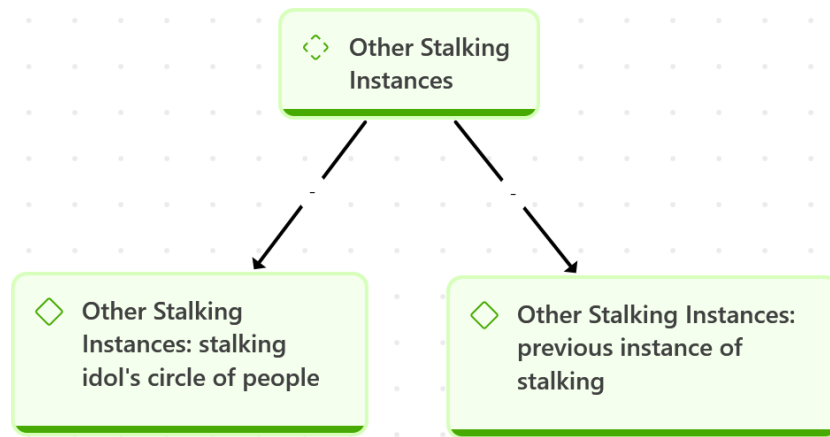 Other Stalking
Instances
-
-
Other Stalking
Instances: stalking
idol's circle of people
Other Stalking Instances:
previous instance of
stalking